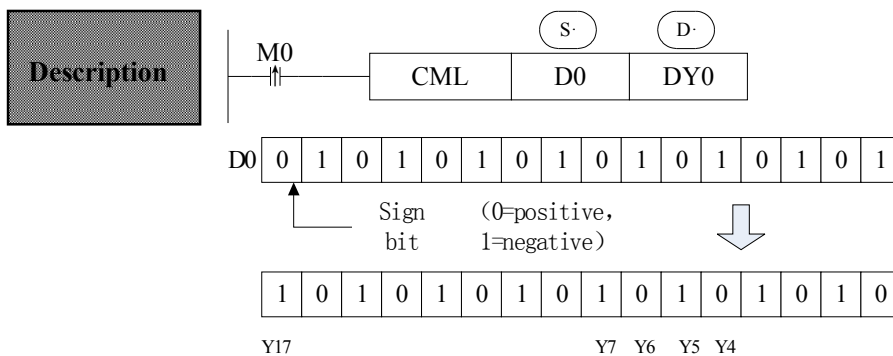 S· D·
M0
Description CML D0 DY0
D0 0 1 0 1 0 1 0 1 0 1 0 1 0 1 0 1
Sign (0=positive,
bit 1=negative)
1 0 1 0 1 0 1 0 1 0 1 0 1 0 1 0
Y17 Y7 Y6 Y5 Y4